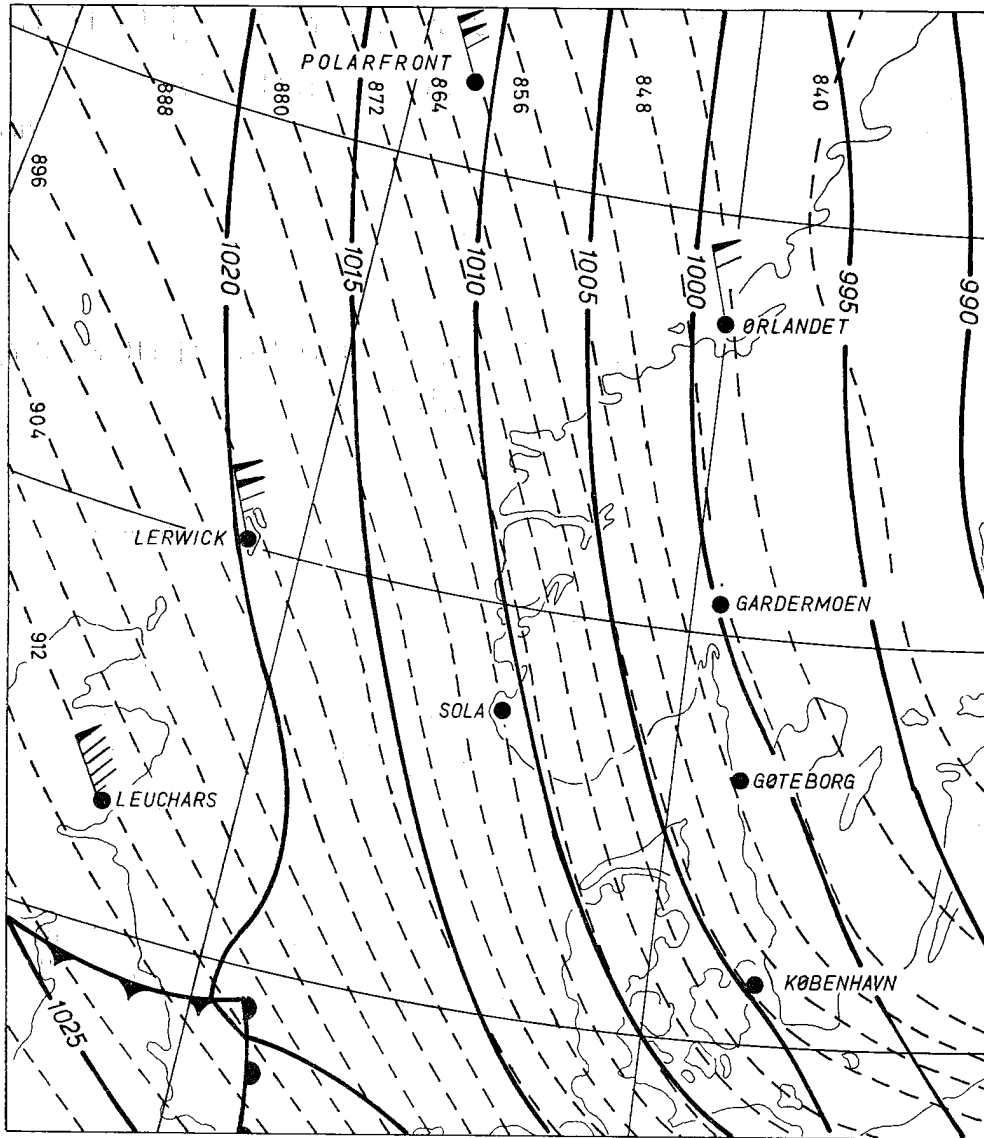 POLARFRONT
888
880
872
864
856
848
840
896
1020
1015
1010
1005
1000
995
990
ØRLANDET
904
LERWICK
GARDERMOEN
912
SOLA
LEUCHARS
GØTEBORG
KØBENHAVN
1025